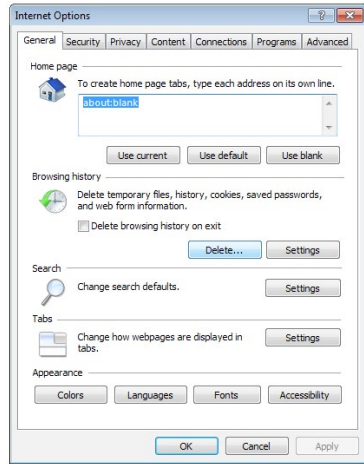 Internet Options
General Security Privacy Content Connections Programs Advanced
Home page
To create home page tabs, type each address on its own line.
about:blank
Use current Use default Use blank
Browsing history
Delete temporary files, history, cookies, saved passwords,
and web form information.
Delete browsing history on exit
Delete... Settings
Search
Change search defaults. Settings
Tabs
Change how webpages are displayed in
tabs.
Settings
Appearance
Colors Languages Fonts Accessibility
OK Cancel Apply